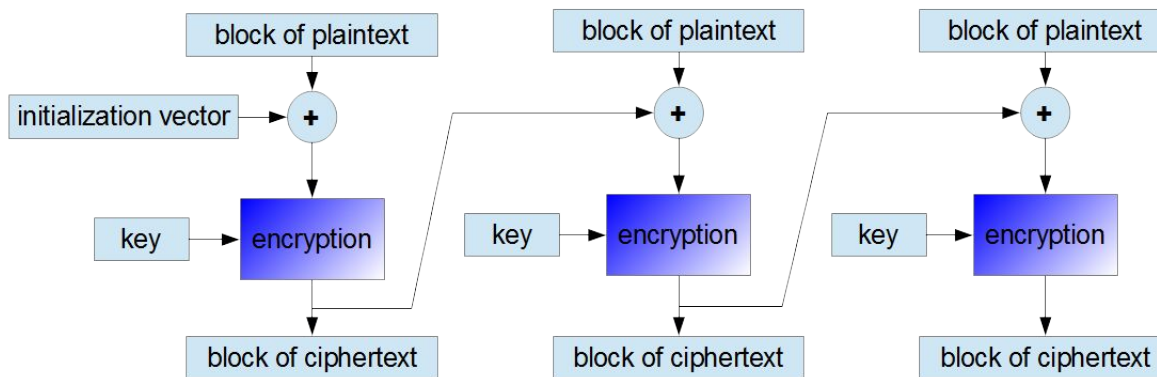 block of plaintext
block of plaintext
block of plaintext
initialization vector
+
+
+
key
encryption
key
encryption
key
encryption
block of ciphertext
block of ciphertext
block of ciphertext